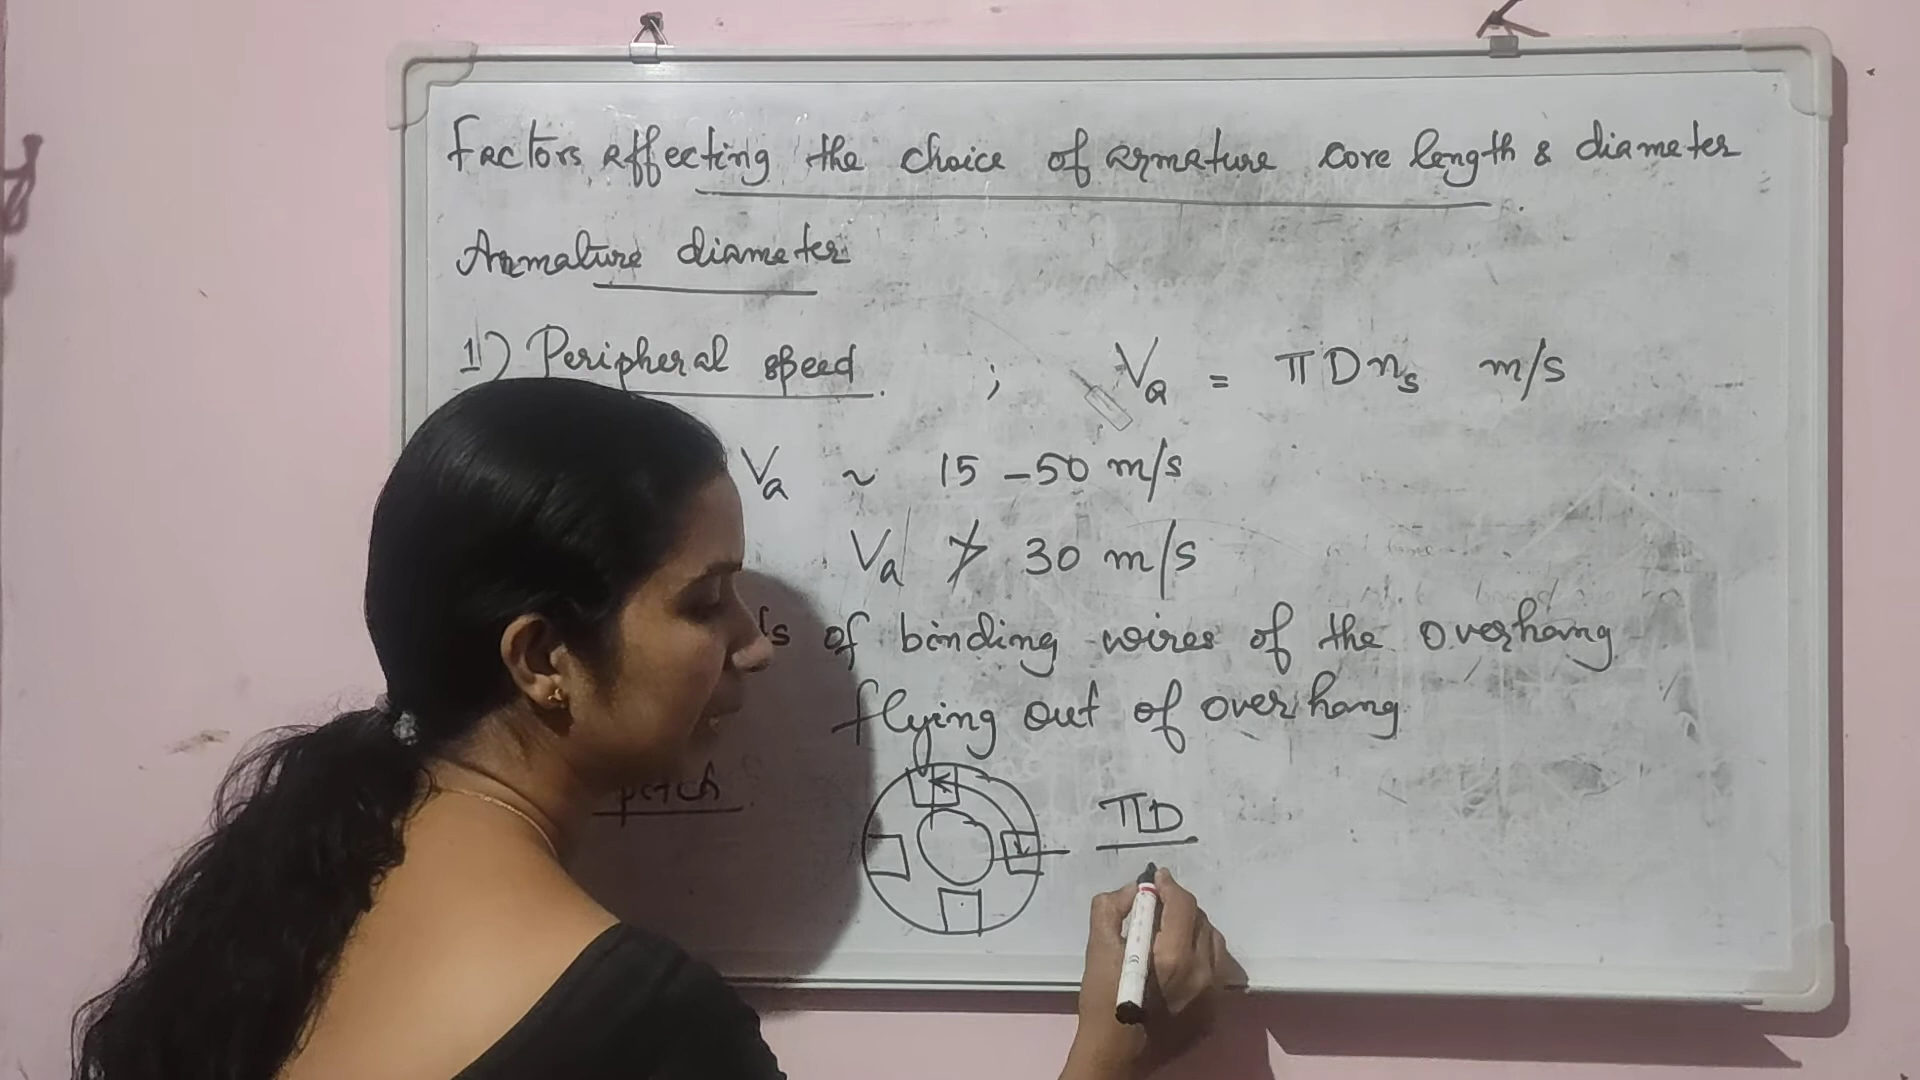 Factors affecting the choice of armature core length & diameter
Armature diameter
1) Peripheral speed ; Va = πDns m/s
Va ~ 15 - 50 m/s
Va ≯ 30 m/s
of binding wires of the overhang
flying out of overhang
pitch πD